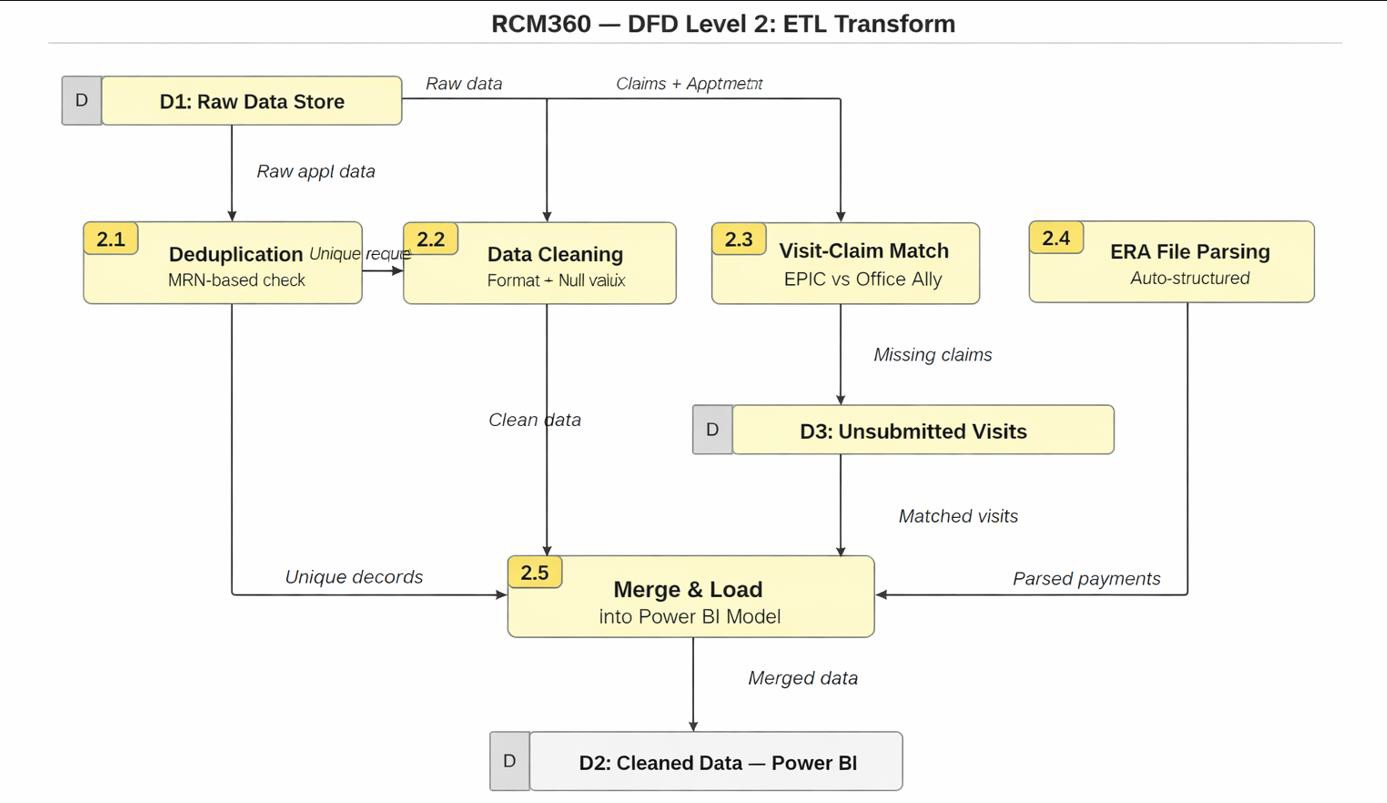 RCM360 — DFD Level 2: ETL Transform
Raw data
Claims + Apptment
D
D1: Raw Data Store
Raw appl data
2.1
Deduplication
MRN-based check
Unique reque
2.2
Data Cleaning
Format + Null valux
2.3
Visit-Claim Match
EPIC vs Office Ally
2.4
ERA File Parsing
Auto-structured
Missing claims
Clean data
D
D3: Unsubmitted Visits
Matched visits
Unique decords
2.5
Merge & Load
into Power BI Model
Parsed payments
Merged data
D
D2: Cleaned Data — Power BI